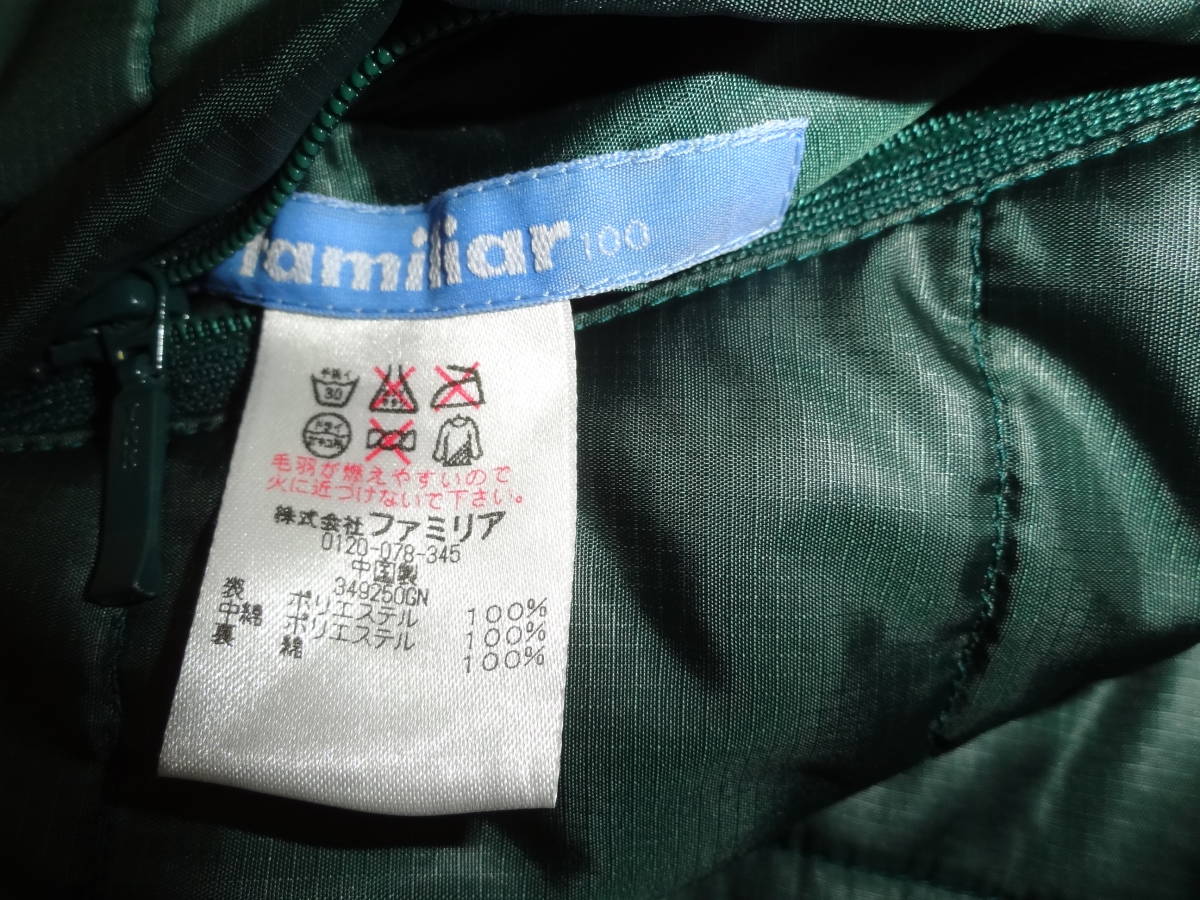 familiar 100
手洗イ
30
ドライ
毛羽が燃えやすいので
火に近づけないで下さい。
株式会社ファミリア
0120-078-345
中国製
349250GN
表 ポリエステル 100%
中綿 ポリエステル 100%
裏 綿 100%